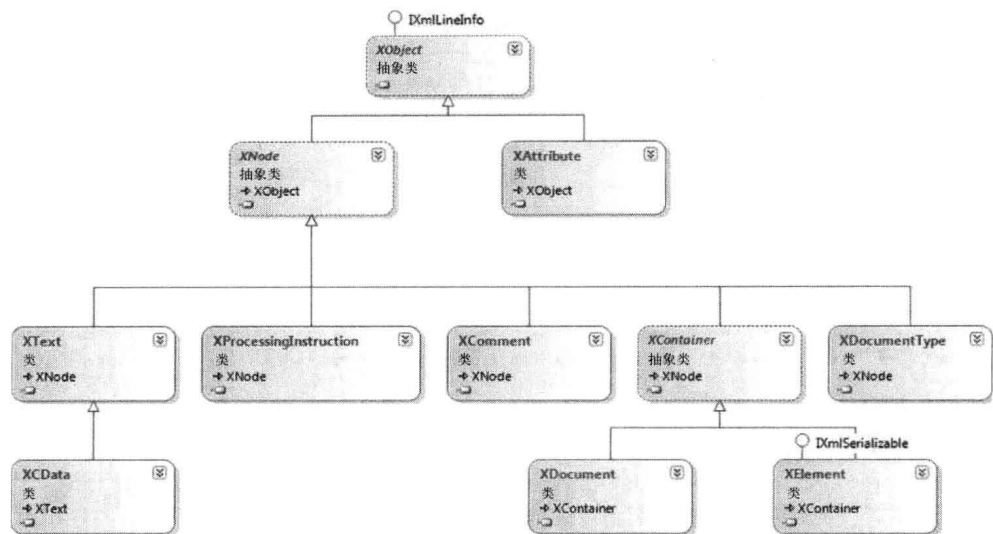 IXmlLineInfo
XObject
抽象类
XNode
抽象类
XObject
XAttribute
类
XObject
XText
类
XNode
XProcessingInstruction
类
XNode
XComment
类
XNode
XContainer
抽象类
XNode
XDocumentType
类
XNode
IXmlSerializable
XCData
类
XText
XDocument
类
XContainer
XElement
类
XContainer